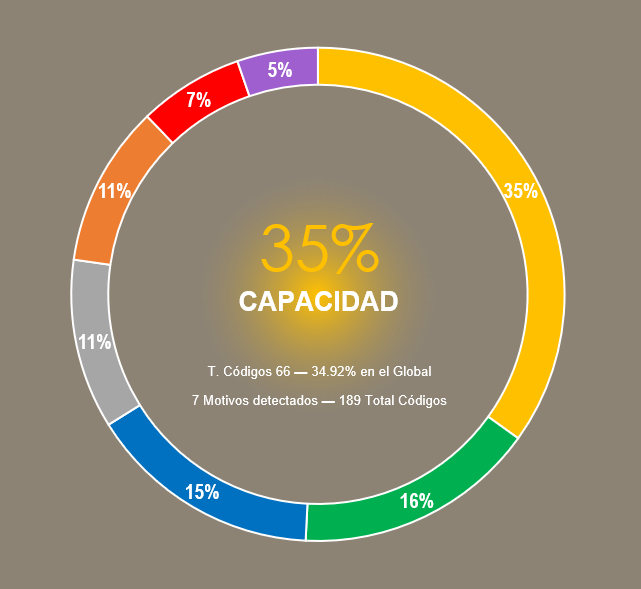 5%
7%
35%
11%
35%
CAPACIDAD
11%
T. Códigos 66 — 34.92% en el Global
7 Motivos detectados — 189 Total Códigos
15%
16%